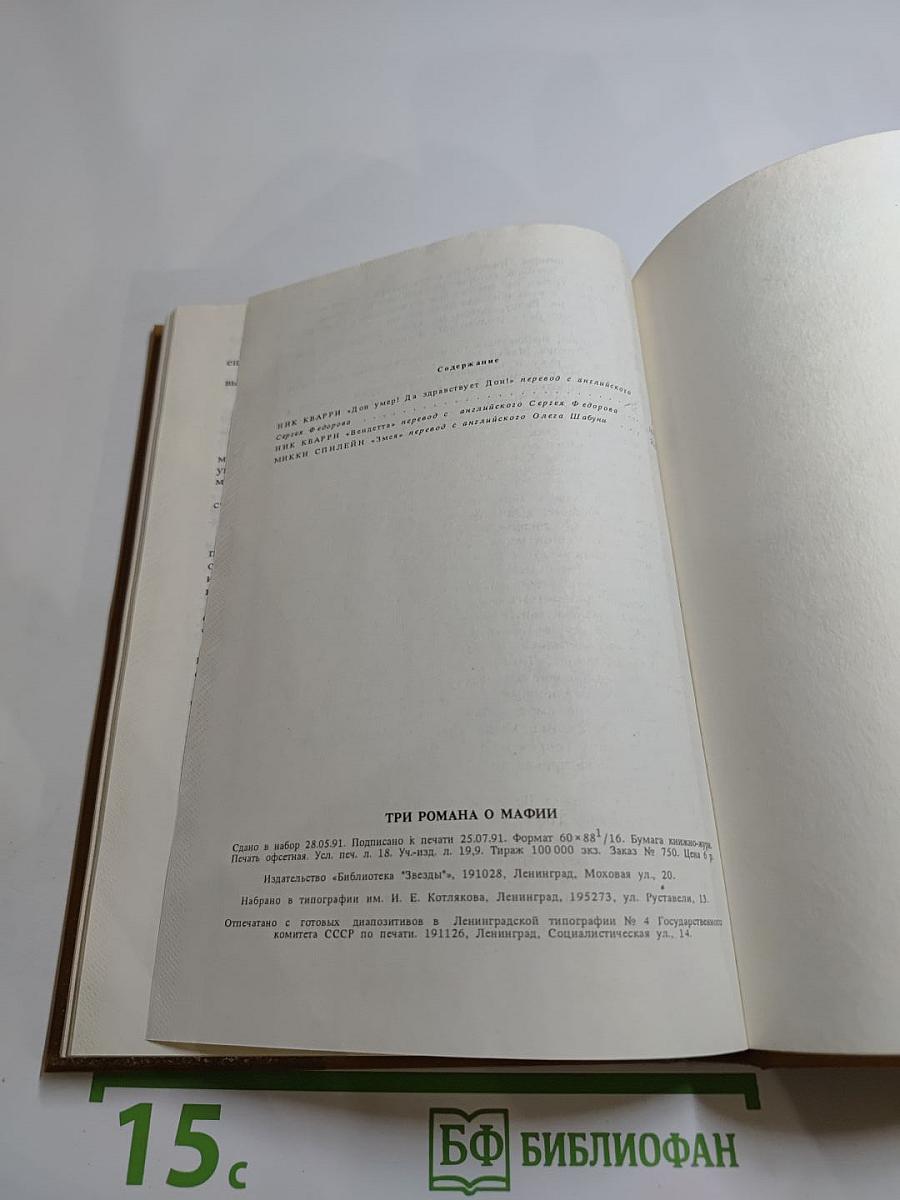 Содержание
НИК КВАРРИ «Дон умер! Да здравствует Дон!» перевод с английского
Сергея Федорова . . . . . . . . . . . . . . . . . . . . . .
НИК КВАРРИ «Вендетта» перевод с английского Сергея Федорова
МИККИ СПИЛЕЙН «Змея» перевод с английского Олега Шабуни . . .
ТРИ РОМАНА О МАФИИ
Сдано в набор 28.05.91. Подписано k печати 25.07.91. Формат 60×88¹/16. Бумага книжно-журн.
Печать офсетная. Усл. печ. л. 18. Уч.-изд. л. 19,9. Тираж 100 000 экз. Заказ № 750. Цена 6 р.
Издательство «Библиотека "Звезды"», 191028, Ленинград, Моховая ул., 20.
Набрано в типографии им. И. Е. Котлякова, Ленинград, 195273, ул. Руставели, 13.
Отпечатано с готовых диапозитивов в Ленинградской типографии № 4 Государственного
комитета СССР по печати. 191126, Ленинград, Социалистическая ул., 14.
15 с
БФ БИБЛИОФАН